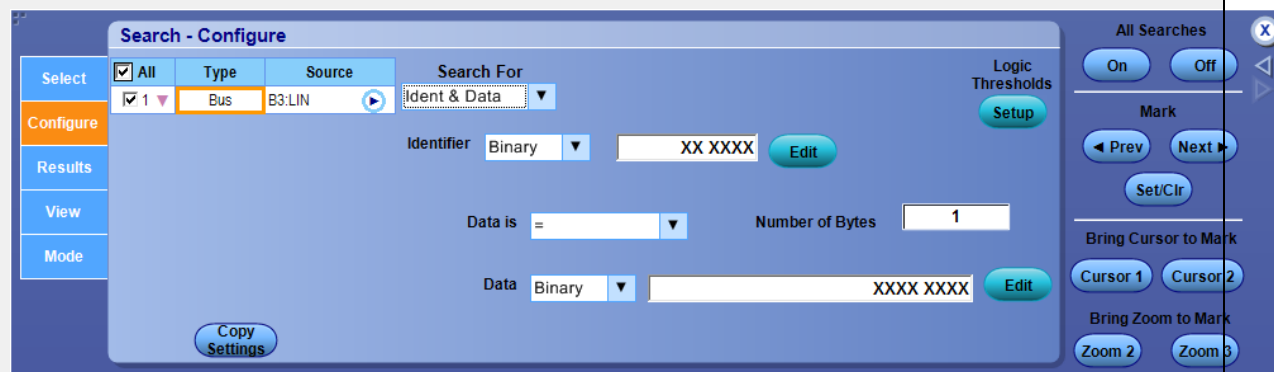 Search - Configure
Select
Configure
Results
View
Mode
All Type Source
1 Bus B3:LIN
Search For
Ident & Data
Logic
Thresholds
Setup
Identifier Binary XX XXXX Edit
Data is = Number of Bytes 1
Data Binary XXXX XXXX Edit
Copy
Settings
All Searches X
On Off
Mark
◄ Prev Next ►
Set/Clr
Bring Cursor to Mark
Cursor 1 Cursor 2
Bring Zoom to Mark
Zoom 2 Zoom 3